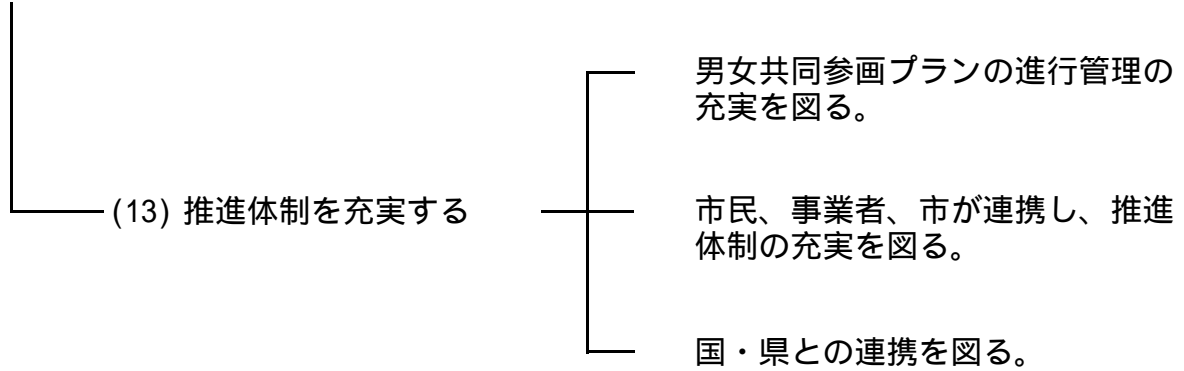 男女共同参画プランの進行管理の
充実を図る。
(13) 推進体制を充実する
市民、事業者、市が連携し、推進
体制の充実を図る。
国・県との連携を図る。